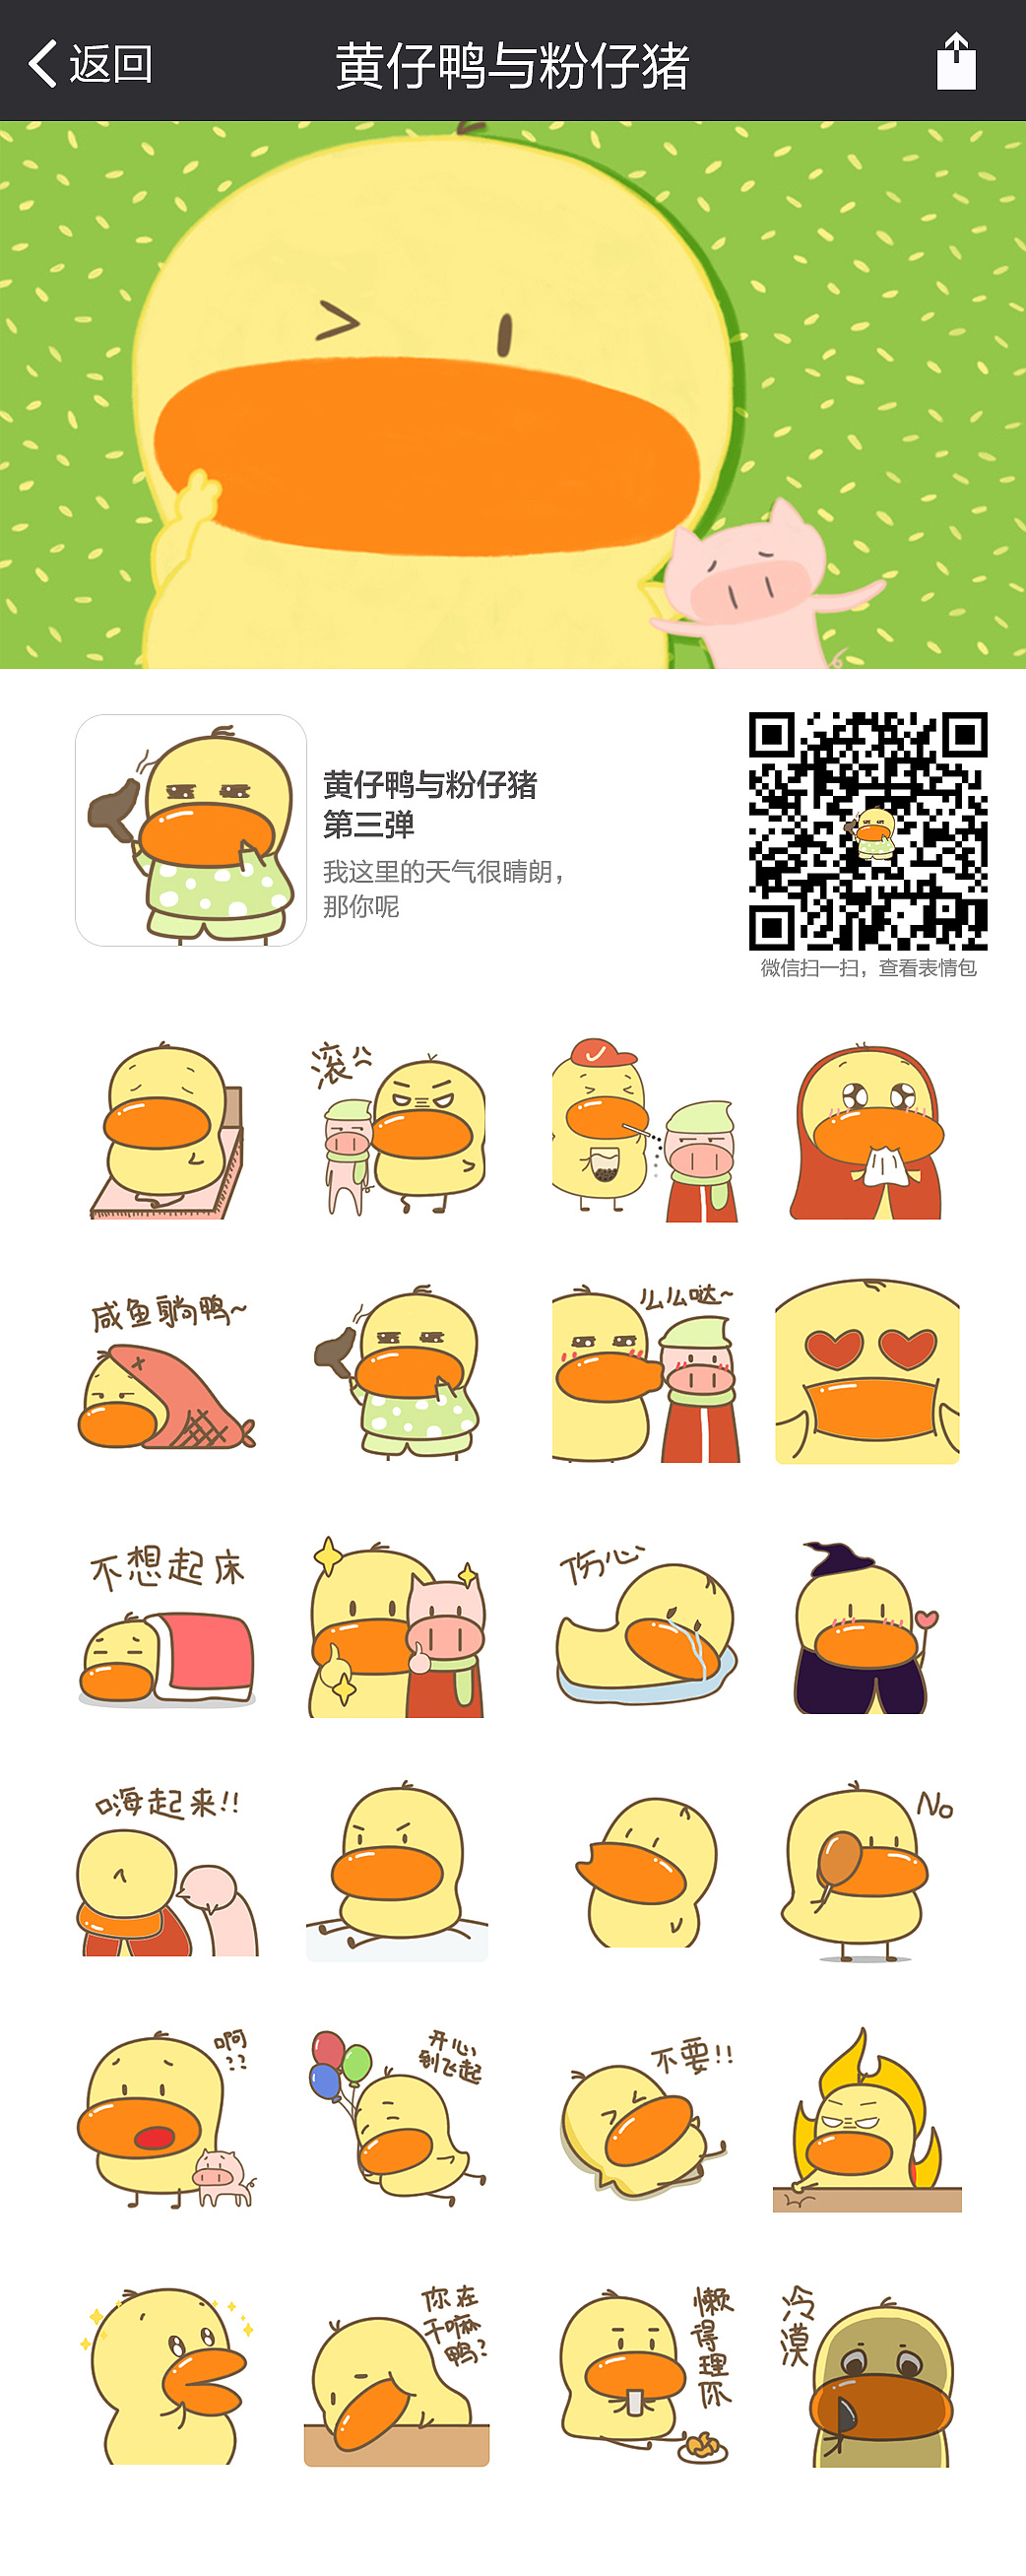 返回
黄仔鸭与粉仔猪
黄仔鸭与粉仔猪
第三弹
我这里的天气很晴朗，
那你呢
微信扫一扫，查看表情包
滚
咸鱼躺鸭~
么么哒~
不想起床
伤心
嗨起来!!
No
啊
??
开心
到飞起
不要!!
你在
干嘛
鸭?
懒得理你
冷漠